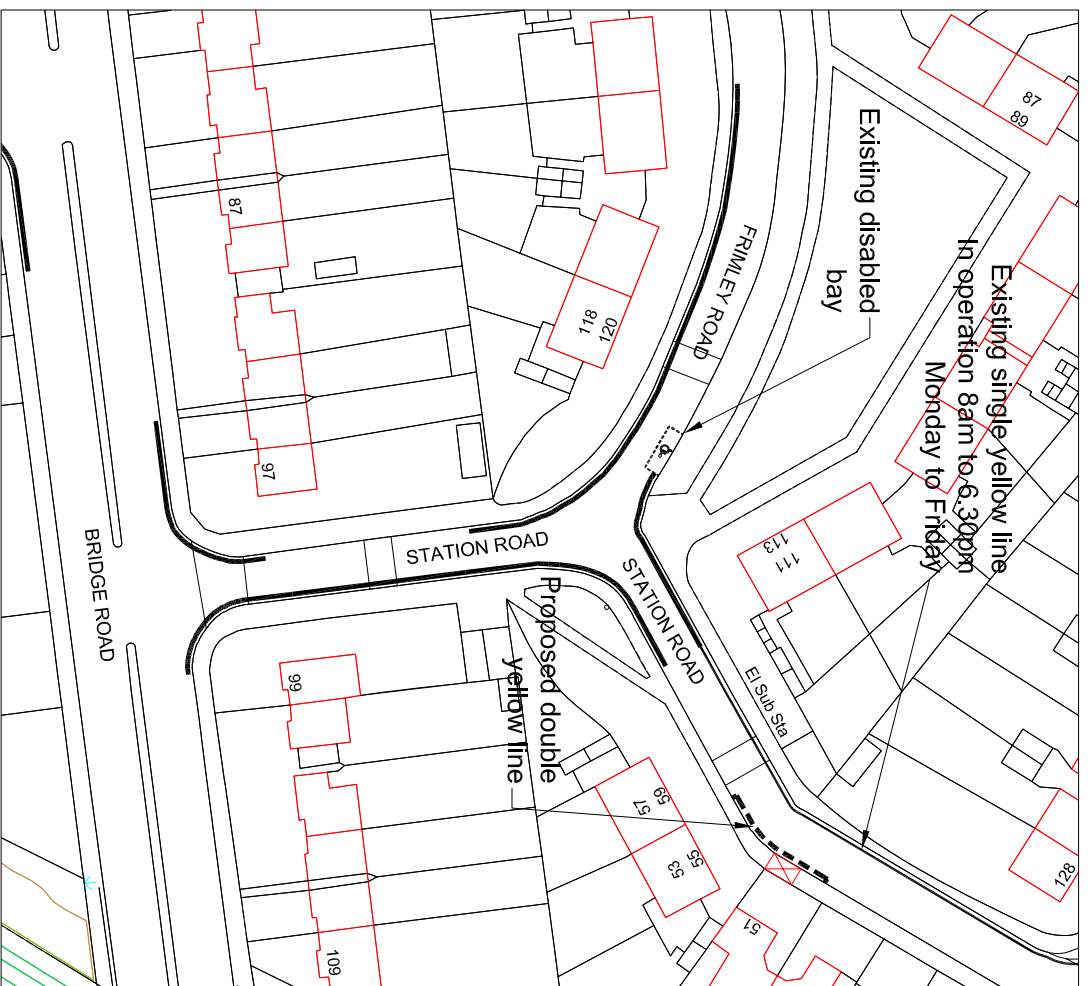 87
89
Existing disabled
bay
Existing single yellow line
In operation 8am to 6.30pm
Monday to Friday
FRIMLEY ROAD
118
120
87
97
113
111
STATION ROAD
STATION ROAD
BRIDGE ROAD
Proposed double
yellow line
El Sub Sta
99
59
57
55
53
51
128
109